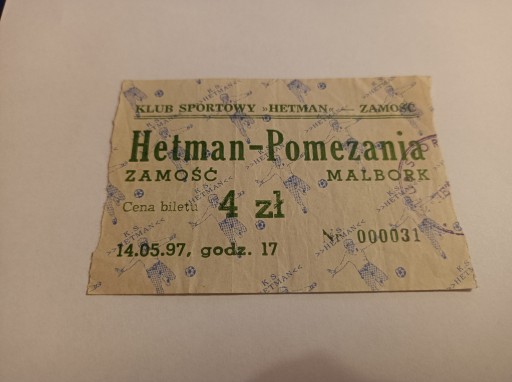 KLUB SPORTOWY »HETMAN« — ZAMOŚĆ
Hetman-Pomezania
ZAMOŚĆ MALBORK
Cena biletu 4 zł
14.05.97, godz. 17
Nr 000031
K S
»HETMAN«